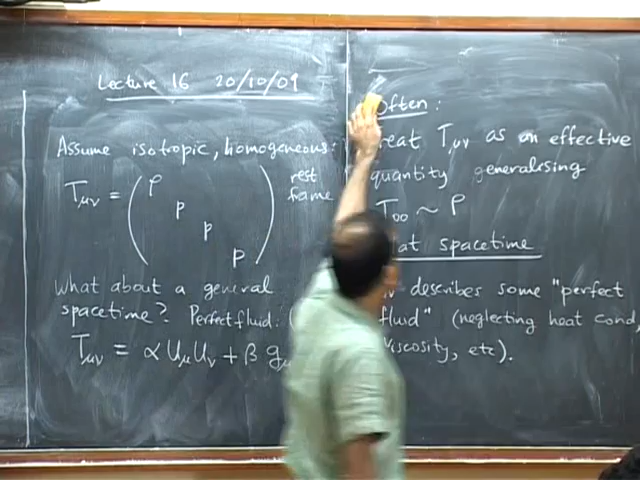 Lecture 16 20/10/09
Assume isotropic, homogeneous:
Tμν = ( ρ p p p ) rest frame
What about a general
spacetime? Perfect fluid:
Tμν = α Uμ Uν + β g
Often:
reat Tμν as an effective
quantity generalising
T00 ~ ρ
at spacetime
describes some "perfect
fluid" (neglecting heat cond,
viscosity, etc).